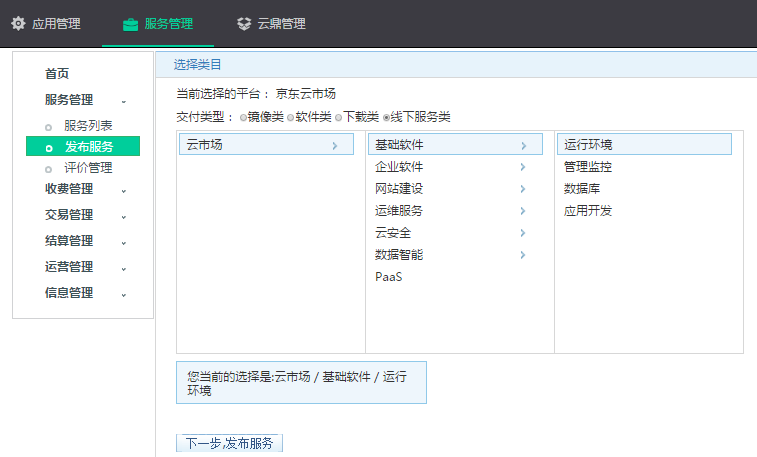 应用管理
服务管理
云鼎管理
首页
服务管理
服务列表
发布服务
评价管理
收费管理
交易管理
结算管理
运营管理
信息管理
选择类目
当前选择的平台： 京东云市场
交付类型： 镜像类 软件类 下载类 线下服务类
云市场
基础软件
企业软件
网站建设
运维服务
云安全
数据智能
PaaS
运行环境
管理监控
数据库
应用开发
您当前的选择是:云市场 / 基础软件 / 运行
环境
下一步,发布服务